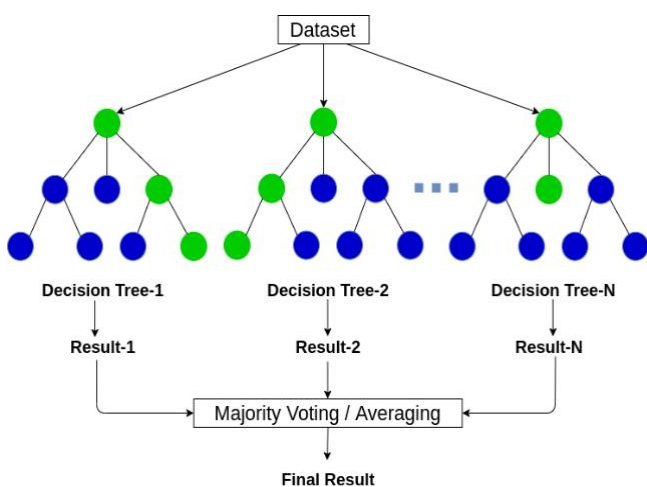 Dataset
Decision Tree-1
Decision Tree-2
Decision Tree-N
Result-1
Result-2
Result-N
Majority Voting / Averaging
Final Result